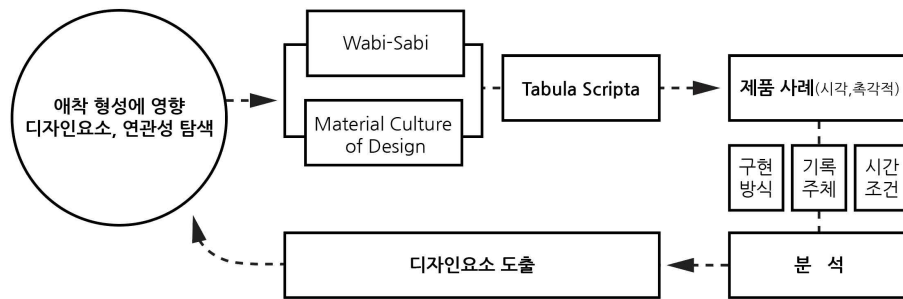 애착 형성에 영향
디자인요소, 연관성 탐색
Wabi-Sabi
Material Culture
of Design
Tabula Scripta
제품 사례(시각,촉각적)
구현
방식
기록
주체
시간
조건
분 석
디자인요소 도출